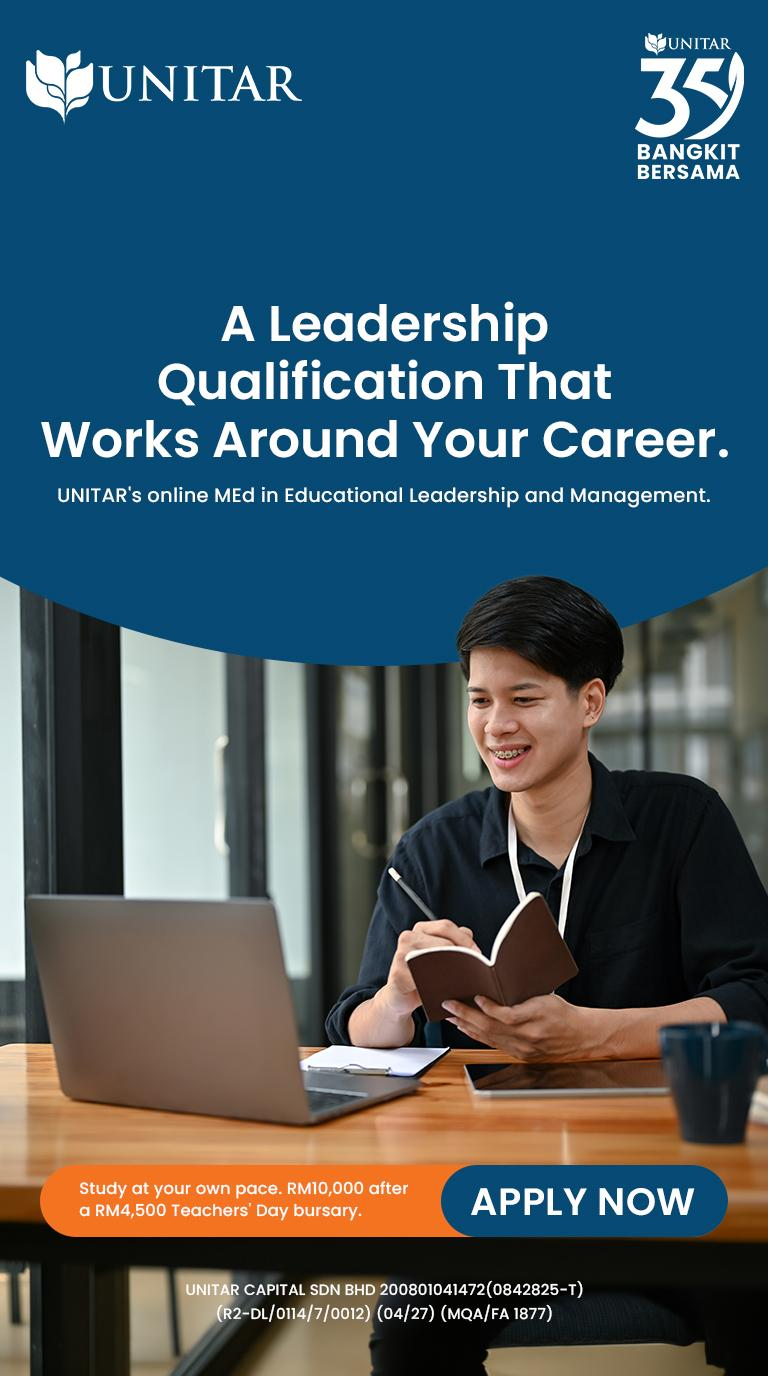 UNITAR
UNITAR
35
BANGKIT
BERSAMA
A Leadership
Qualification That
Works Around Your Career.
UNITAR's online MEd in Educational Leadership and Management.
Study at your own pace. RM10,000 after
a RM4,500 Teachers' Day bursary.
APPLY NOW
UNITAR CAPITAL SDN BHD 200801041472(0842825-T)
(R2-DL/0114/7/0012) (04/27) (MQA/FA 1877)